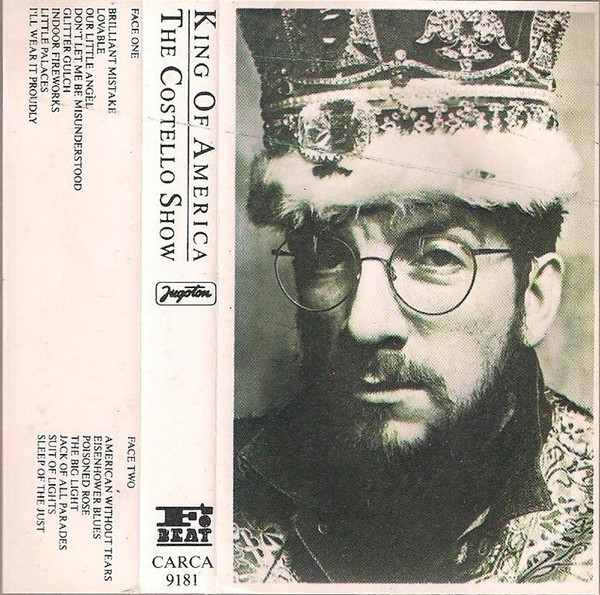 KING OF AMERICA
THE COSTELLO SHOW
Jugoton
F.
BEAT
CARCA
9181
FACE ONE
BRILLIANT MISTAKE
LOVABLE
OUR LITTLE ANGEL
DON'T LET ME BE MISUNDERSTOOD
GLITTER GULCH
INDOOR FIREWORKS
LITTLE PALACES
I'LL WEAR IT PROUDLY
FACE TWO
AMERICAN WITHOUT TEARS
EISENHOWER BLUES
POISONED ROSE
THE BIG LIGHT
JACK OF ALL PARADES
SUIT OF LIGHTS
SLEEP OF THE JUST